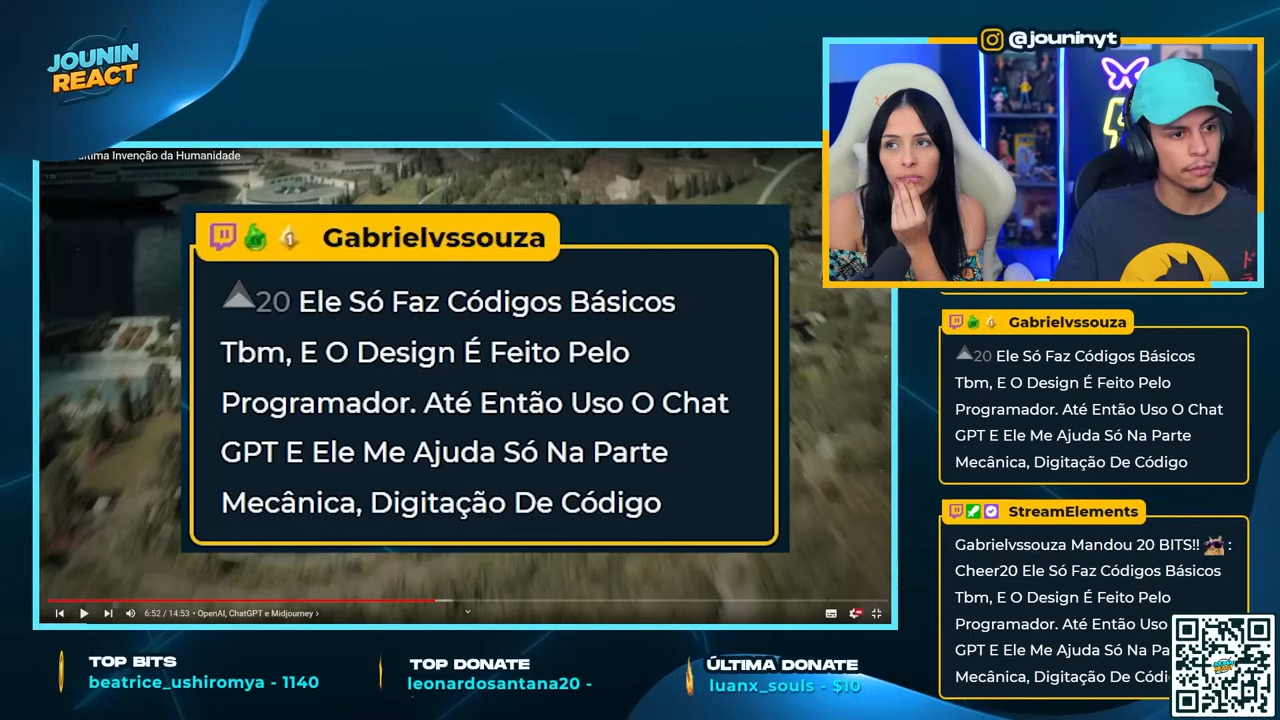 JOUNIN
REACT
@jouninyt
ltima Invenção da Humanidade
Gabrielvssouza
20 Ele Só Faz Códigos Básicos
Tbm, E O Design É Feito Pelo
Programador. Até Então Uso O Chat
GPT E Ele Me Ajuda Só Na Parte
Mecânica, Digitação De Código
6:52 / 14:53 • OpenAI, ChatGPT e Midjourney ›
Gabrielvssouza
20 Ele Só Faz Códigos Básicos
Tbm, E O Design É Feito Pelo
Programador. Até Então Uso O Chat
GPT E Ele Me Ajuda Só Na Parte
Mecânica, Digitação De Código
StreamElements
Gabrielvssouza Mandou 20 BITS!! :
Cheer20 Ele Só Faz Códigos Básicos
Tbm, E O Design É Feito Pelo
Programador. Até Então Uso
GPT E Ele Me Ajuda Só Na Pa
Mecânica, Digitação De Códi
TOP BITS
beatrice_ushiromya - 1140
TOP DONATE
leonardosantana20 -
ÚLTIMA DONATE
luanx_souls - $10